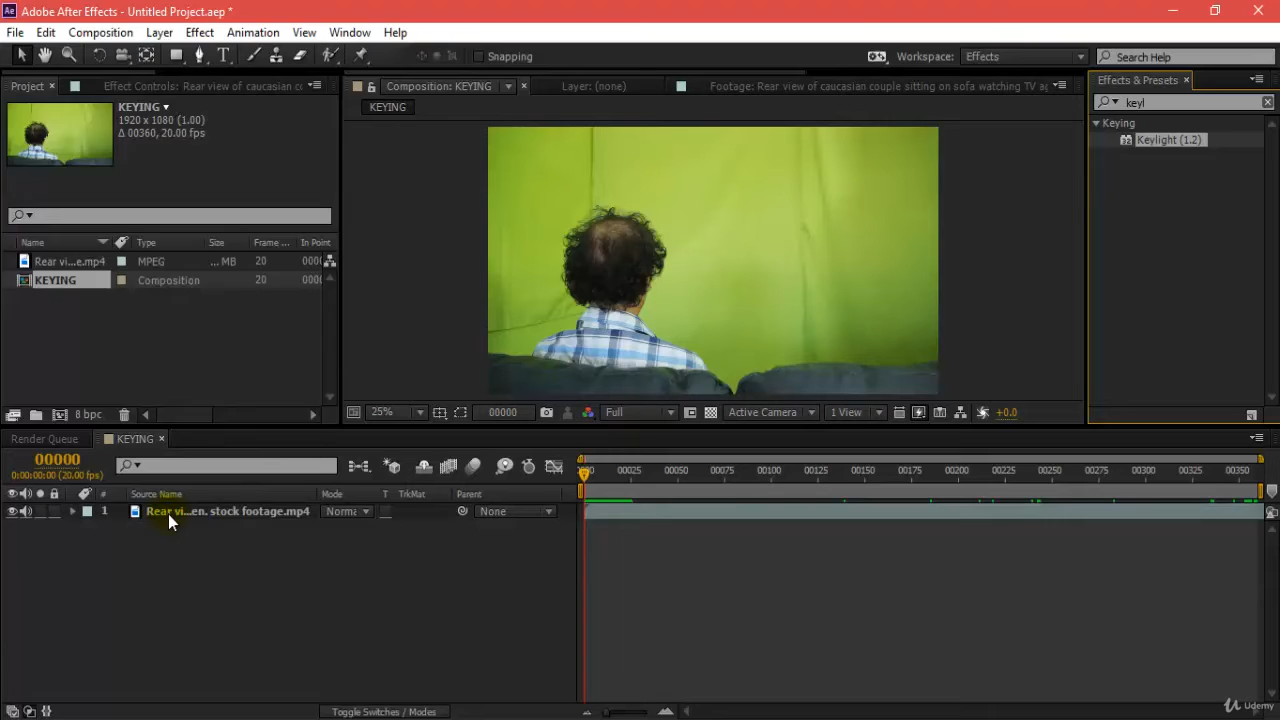 Ae Adobe After Effects - Untitled Project.aep *
File Edit Composition Layer Effect Animation View Window Help
T Snapping Workspace: Effects Search Help
Project × Effect Controls: Rear view of caucasian cc Composition: KEYING × Layer: (none) Footage: Rear view of caucasian couple sitting on sofa watching TV ag Effects & Presets ×
KEYING ▾
1920 x 1080 (1.00)
Δ 00360, 20.00 fps
KEYING
keyl
Keying
32 Keylight (1.2)
Name Type Size Frame ... In Point
Rear vi...e.mp4 MPEG ... MB 20 0000
KEYING Composition 20 0000
8 bpc
25% 00000 Full Active Camera 1 View +0.0
Render Queue KEYING ×
00000
0:00:00:00 (20.00 fps)
00025 00050 00075 00100 00125 00150 00175 00200 00225 00250 00275 00300 00325 00350
# Source Name Mode T TrkMat Parent
1 Rear vi...en. stock footage.mp4 Norma None
Toggle Switches / Modes
Udemy